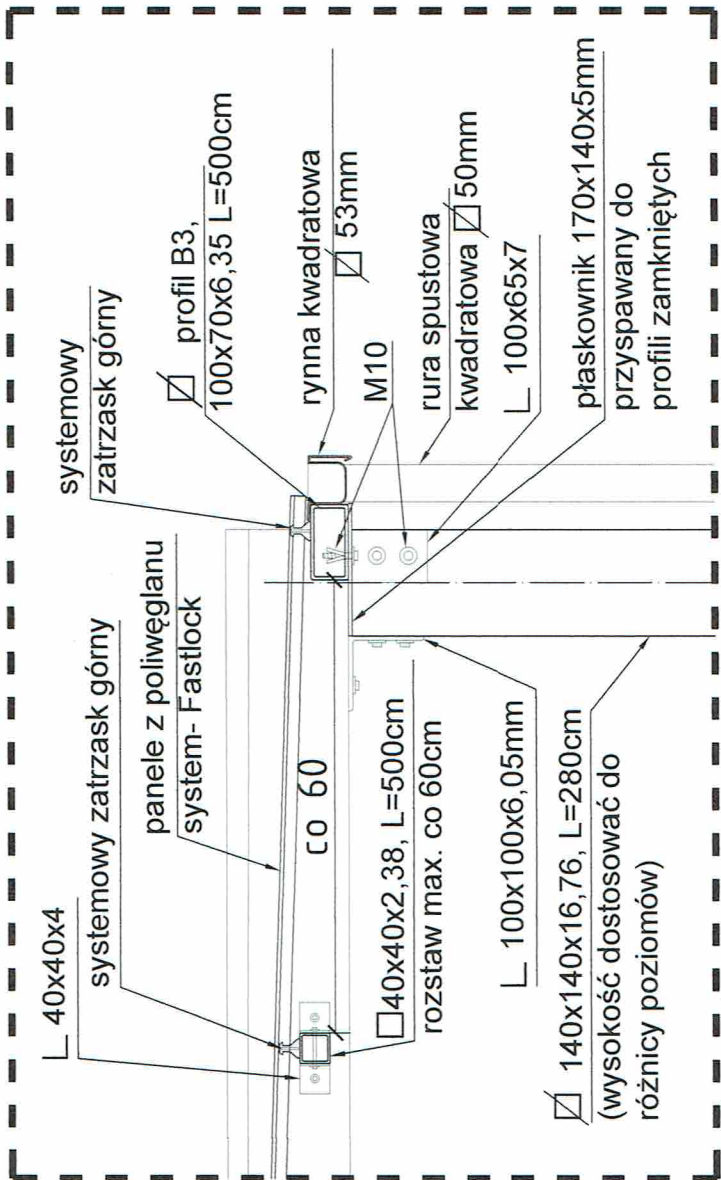 ∟ 40x40x4
systemowy zatrzask górny
panele z poliwęglanu
system- Fastlock
systemowy
zatrzask górny
profil B3,
100x70x6,35 L=500cm
rynna kwadratowa
53mm
M10
rura spustowa
kwadratowa 50mm
∟ 100x65x7
płaskownik 170x140x5mm
przyspawany do
profili zamkniętych
co 60
□40x40x2,38, L=500cm
rozstaw max. co 60cm
∟ 100x100x6,05mm
140x140x16,76, L=280cm
(wysokość dostosować do
różnicy poziomów)